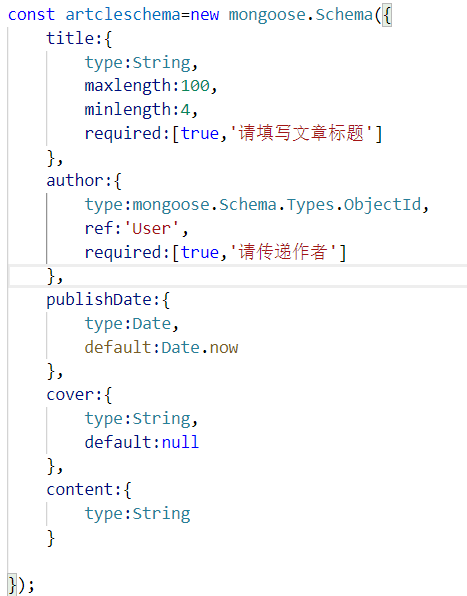 const artcleschema=new mongoose.Schema({
    title:{
        type:String,
        maxlength:100,
        minlength:4,
        required:[true,'请填写文章标题']
    },
    author:{
        type:mongoose.Schema.Types.ObjectId,
        ref:'User',
        required:[true,'请传递作者']
    },
    publishDate:{
        type:Date,
        default:Date.now
    },
    cover:{
        type:String,
        default:null
    },
    content:{
        type:String
    }

});